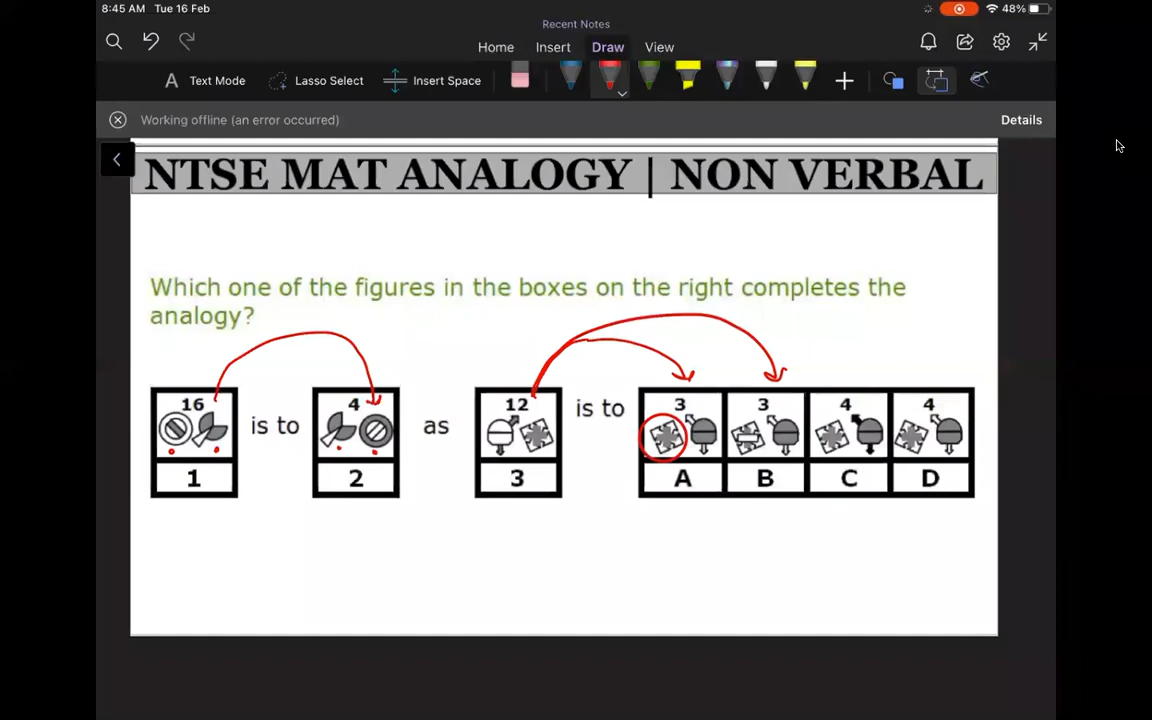 8:45 AM Tue 16 Feb
48%
Recent Notes
Home Insert Draw View
A Text Mode Lasso Select Insert Space
Working offline (an error occurred) Details
NTSE MAT ANALOGY | NON VERBAL
Which one of the figures in the boxes on the right completes the
analogy?
16 is to 4 as 12 is to 3 3 4 4
1 2 3 A B C D